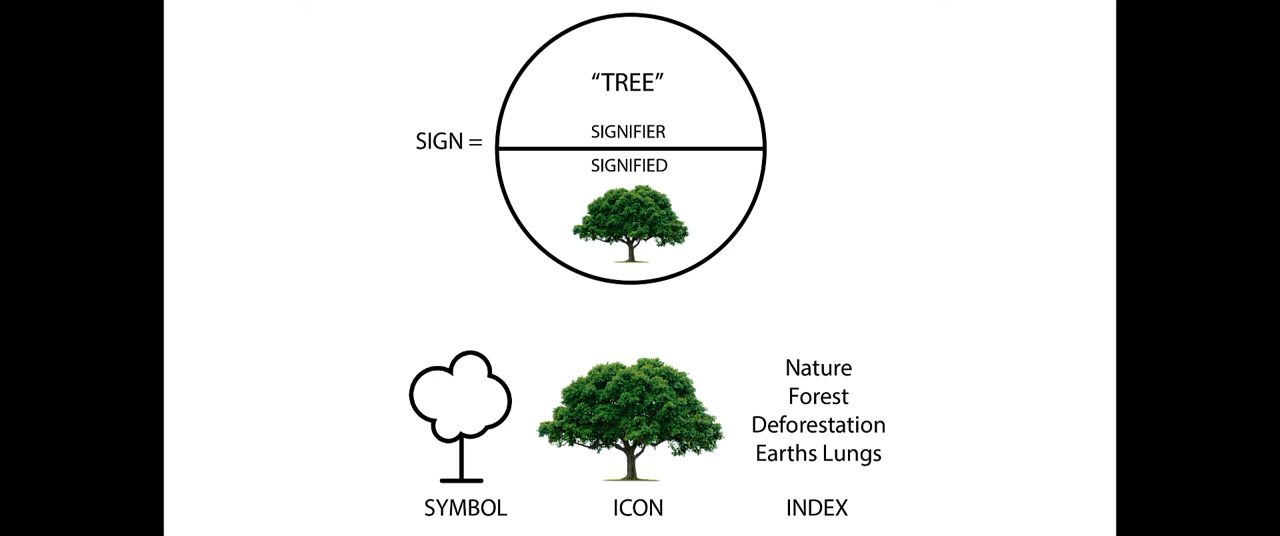 “TREE”
SIGNIFIER
SIGN =
SIGNIFIED
Nature
Forest
Deforestation
Earths Lungs
SYMBOL
ICON
INDEX